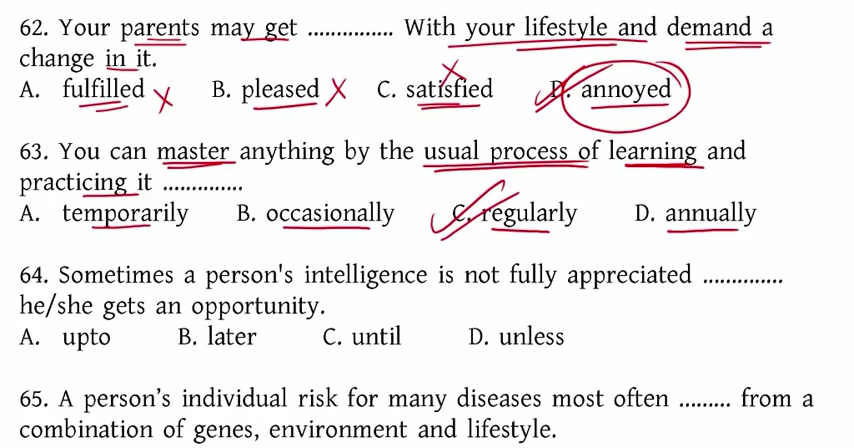 62. Your parents may get ............... With your lifestyle and demand a
change in it.
A. fulfilled B. pleased C. satisfied D. annoyed
63. You can master anything by the usual process of learning and
practicing it ..............
A. temporarily B. occasionally C. regularly D. annually
64. Sometimes a person's intelligence is not fully appreciated ..............
he/she gets an opportunity.
A. upto B. later C. until D. unless
65. A person’s individual risk for many diseases most often ......... from a
combination of genes, environment and lifestyle.